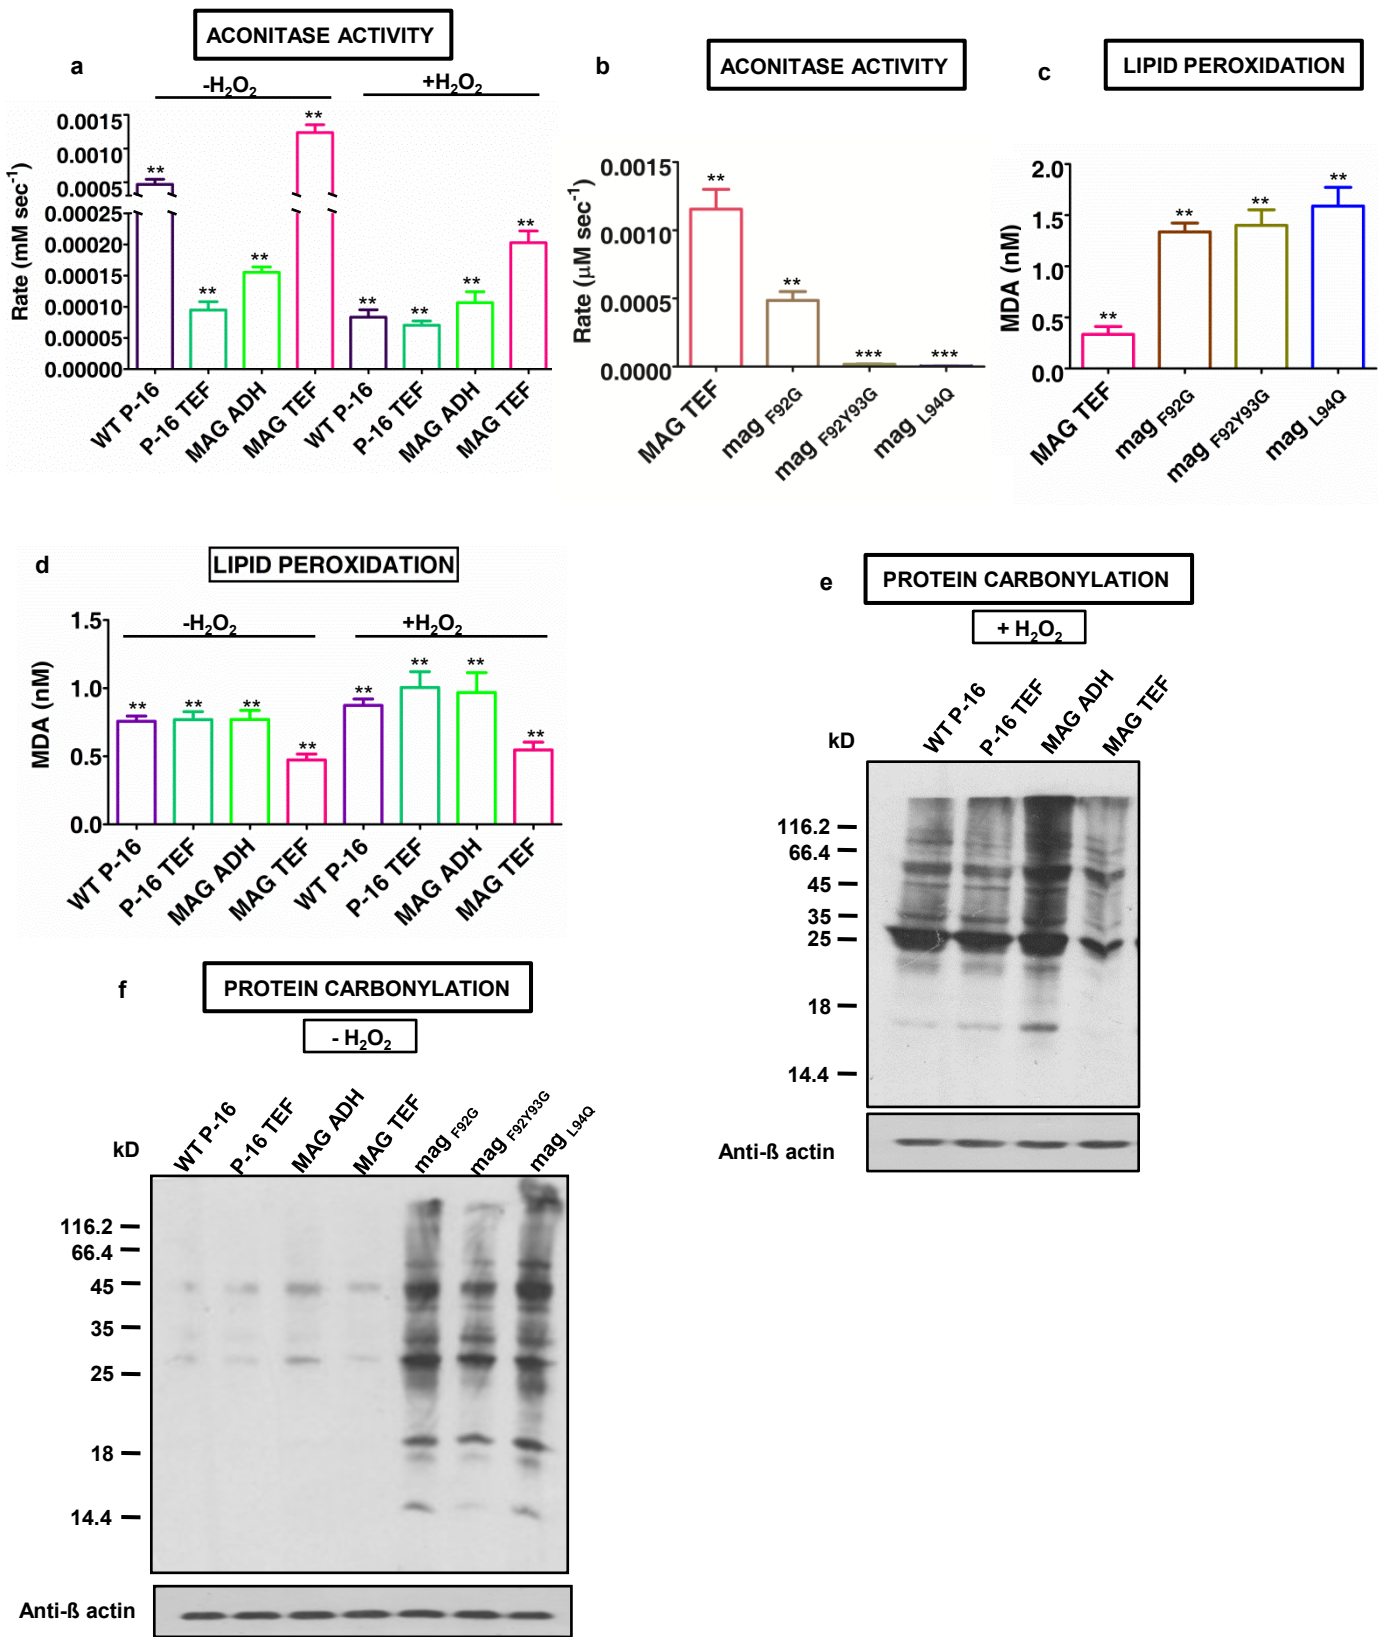 ACONITASE ACTIVITY
a
-H2O2
+H2O2
Rate (mM sec-1)
0.0015
0.0010
0.0005
0.00025
0.00020
0.00015
0.00010
0.00005
0.00000
** ** ** ** ** ** ** **
WT P-16
P-16 TEF
MAG ADH
MAG TEF
WT P-16
P-16 TEF
MAG ADH
MAG TEF
b
ACONITASE ACTIVITY
Rate (µM sec-1)
0.0015
0.0010
0.0005
0.0000
** ** *** ***
MAG TEF
mag F92G
mag F92Y93G
mag L94Q
c
LIPID PEROXIDATION
MDA (nM)
2.0
1.5
1.0
0.5
0.0
** ** ** **
MAG TEF
mag F92G
mag F92Y93G
mag L94Q
d
LIPID PEROXIDATION
-H2O2
+H2O2
MDA (nM)
1.5
1.0
0.5
0.0
** ** ** ** ** ** ** **
WT P-16
P-16 TEF
MAG ADH
MAG TEF
WT P-16
P-16 TEF
MAG ADH
MAG TEF
e
PROTEIN CARBONYLATION
+ H2O2
WT P-16
P-16 TEF
MAG ADH
MAG TEF
kD
116.2
66.4
45
35
25
18
14.4
Anti-ß actin
f
PROTEIN CARBONYLATION
- H2O2
WT P-16
P-16 TEF
MAG ADH
MAG TEF
mag F92G
mag F92Y93G
mag L94Q
kD
116.2
66.4
45
35
25
18
14.4
Anti-ß actin